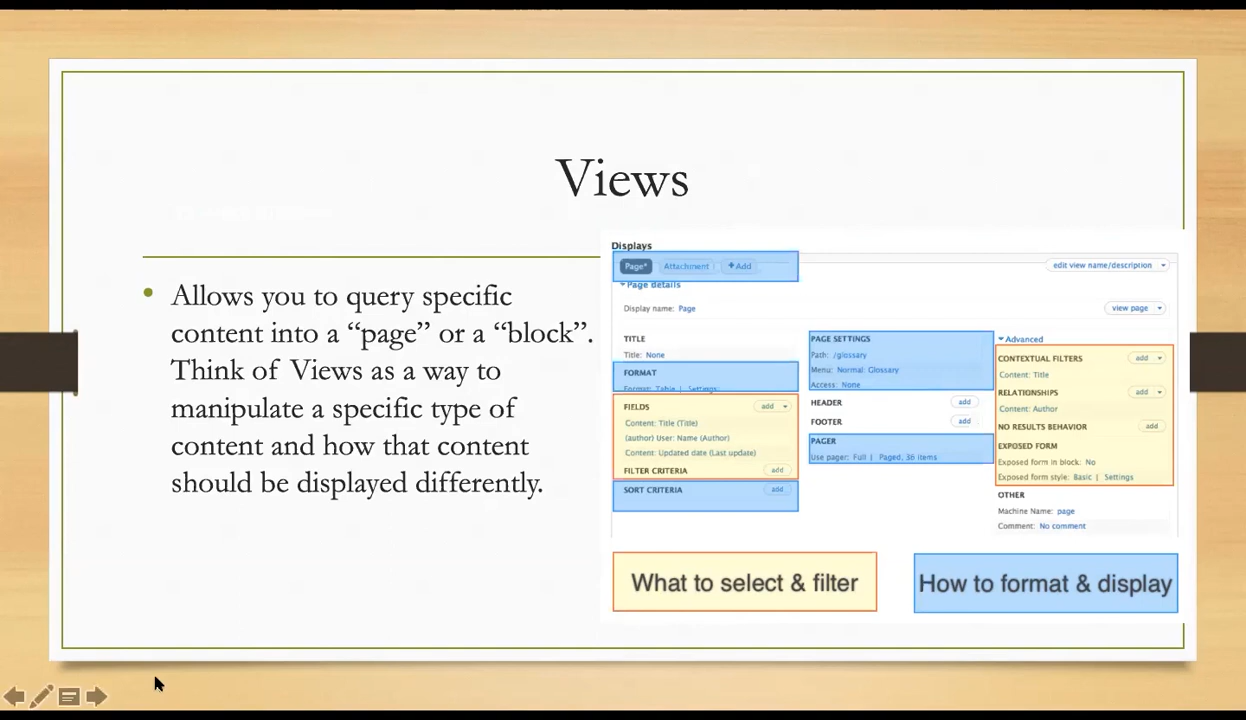 Views
Allows you to query specific
content into a “page” or a “block”.
Think of Views as a way to
manipulate a specific type of
content and how that content
should be displayed differently.
Displays
Page* Attachment +Add
edit view name/description
Page details
Display name: Page
view page
TITLE
Title: None
FORMAT
Format: Table | Settings
FIELDS add
Content: Title (Title)
(author) User: Name (Author)
Content: Updated date (Last update)
FILTER CRITERIA add
SORT CRITERIA add
PAGE SETTINGS
Path: /glossary
Menu: Normal: Glossary
Access: None
HEADER add
FOOTER add
PAGER
Use pager: Full | Paged, 36 items
Advanced
CONTEXTUAL FILTERS add
Content: Title
RELATIONSHIPS add
Content: Author
NO RESULTS BEHAVIOR add
EXPOSED FORM
Exposed form in block: No
Exposed form style: Basic | Settings
OTHER
Machine Name: page
Comment: No comment
What to select & filter
How to format & display